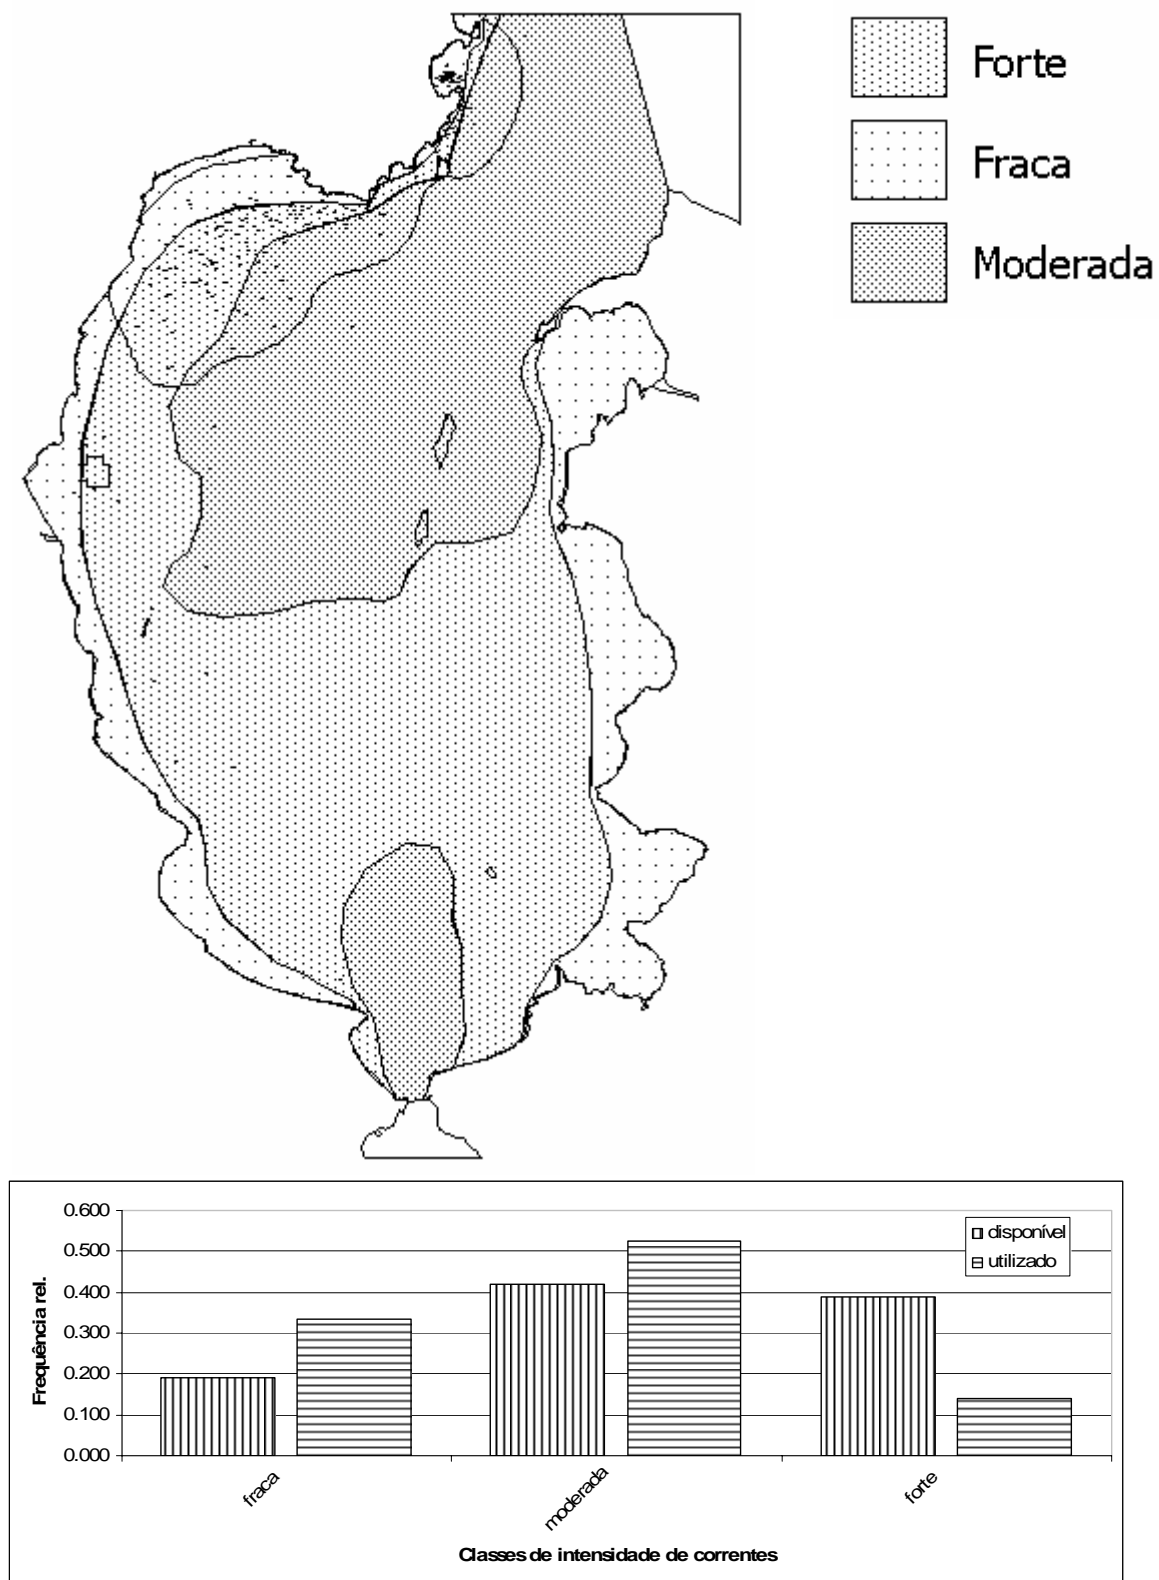 Forte
Fraca
Moderada
0.600
0.500
0.400
0.300
0.200
0.100
0.000
Frequência rel.
disponível
utilizado
fraca
moderada
forte
Classes de intensidade de correntes